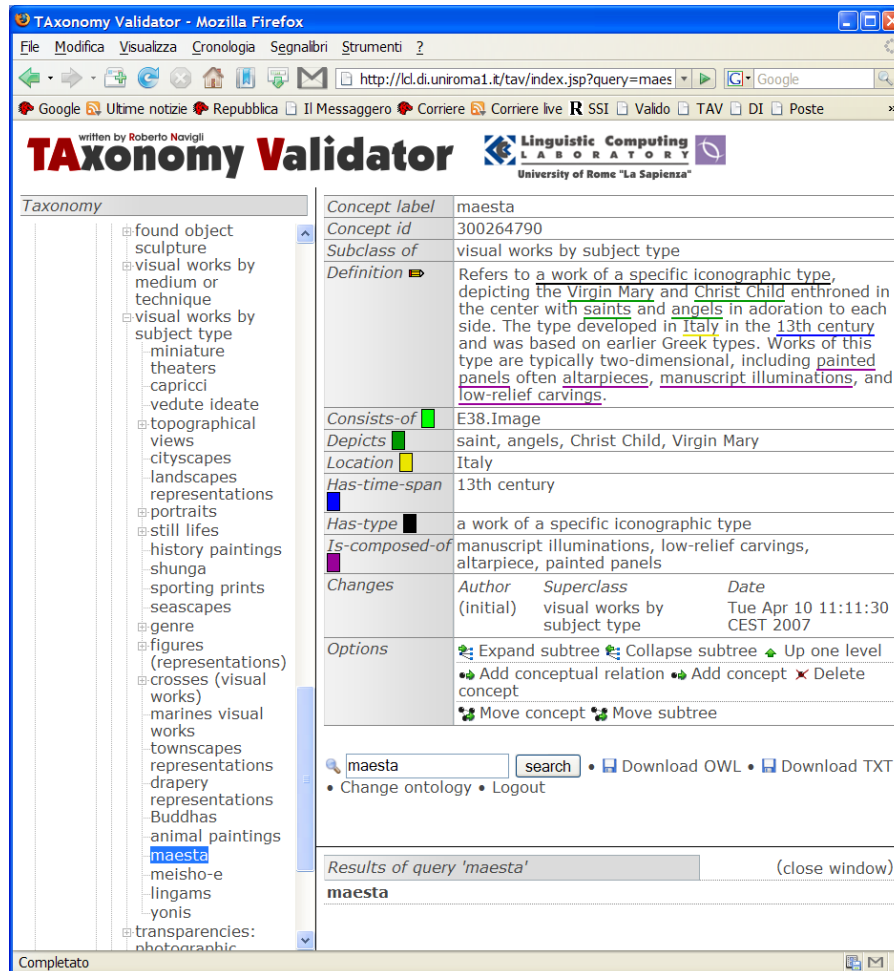 TAxonomy Validator - Mozilla Firefox
File Modifica Visualizza Cronologia Segnalibri Strumenti ?
http://lcl.di.uniroma1.it/tav/index.jsp?query=maes
Google
Google Ultime notizie Repubblica Il Messaggero Corriere Corriere live R SSI Valido TAV DI Poste »
written by Roberto Navigli
TAxonomy Validator
Linguistic Computing
LABORATORY
University of Rome "La Sapienza"
Taxonomy
found object
sculpture
visual works by
medium or
technique
visual works by
subject type
miniature
theaters
capricci
vedute ideate
topographical
views
cityscapes
landscapes
representations
portraits
still lifes
history paintings
shunga
sporting prints
seascapes
genre
figures
(representations)
crosses (visual
works)
marines visual
works
townscapes
representations
drapery
representations
Buddhas
animal paintings
maesta
meisho-e
lingams
yonis
transparencies:
photographic
Concept label maesta
Concept id 300264790
Subclass of visual works by subject type
Definition Refers to a work of a specific iconographic type,
depicting the Virgin Mary and Christ Child enthroned in
the center with saints and angels in adoration to each
side. The type developed in Italy in the 13th century
and was based on earlier Greek types. Works of this
type are typically two-dimensional, including painted
panels often altarpieces, manuscript illuminations, and
low-relief carvings.
Consists-of E38.Image
Depicts saint, angels, Christ Child, Virgin Mary
Location Italy
Has-time-span 13th century
Has-type a work of a specific iconographic type
Is-composed-of manuscript illuminations, low-relief carvings,
altarpiece, painted panels
Changes Author Superclass Date
(initial) visual works by Tue Apr 10 11:11:30
subject type CEST 2007
Options Expand subtree Collapse subtree Up one level
Add conceptual relation Add concept Delete
concept
Move concept Move subtree
maesta search • Download OWL • Download TXT
• Change ontology • Logout
Results of query 'maesta' (close window)
maesta
Completato